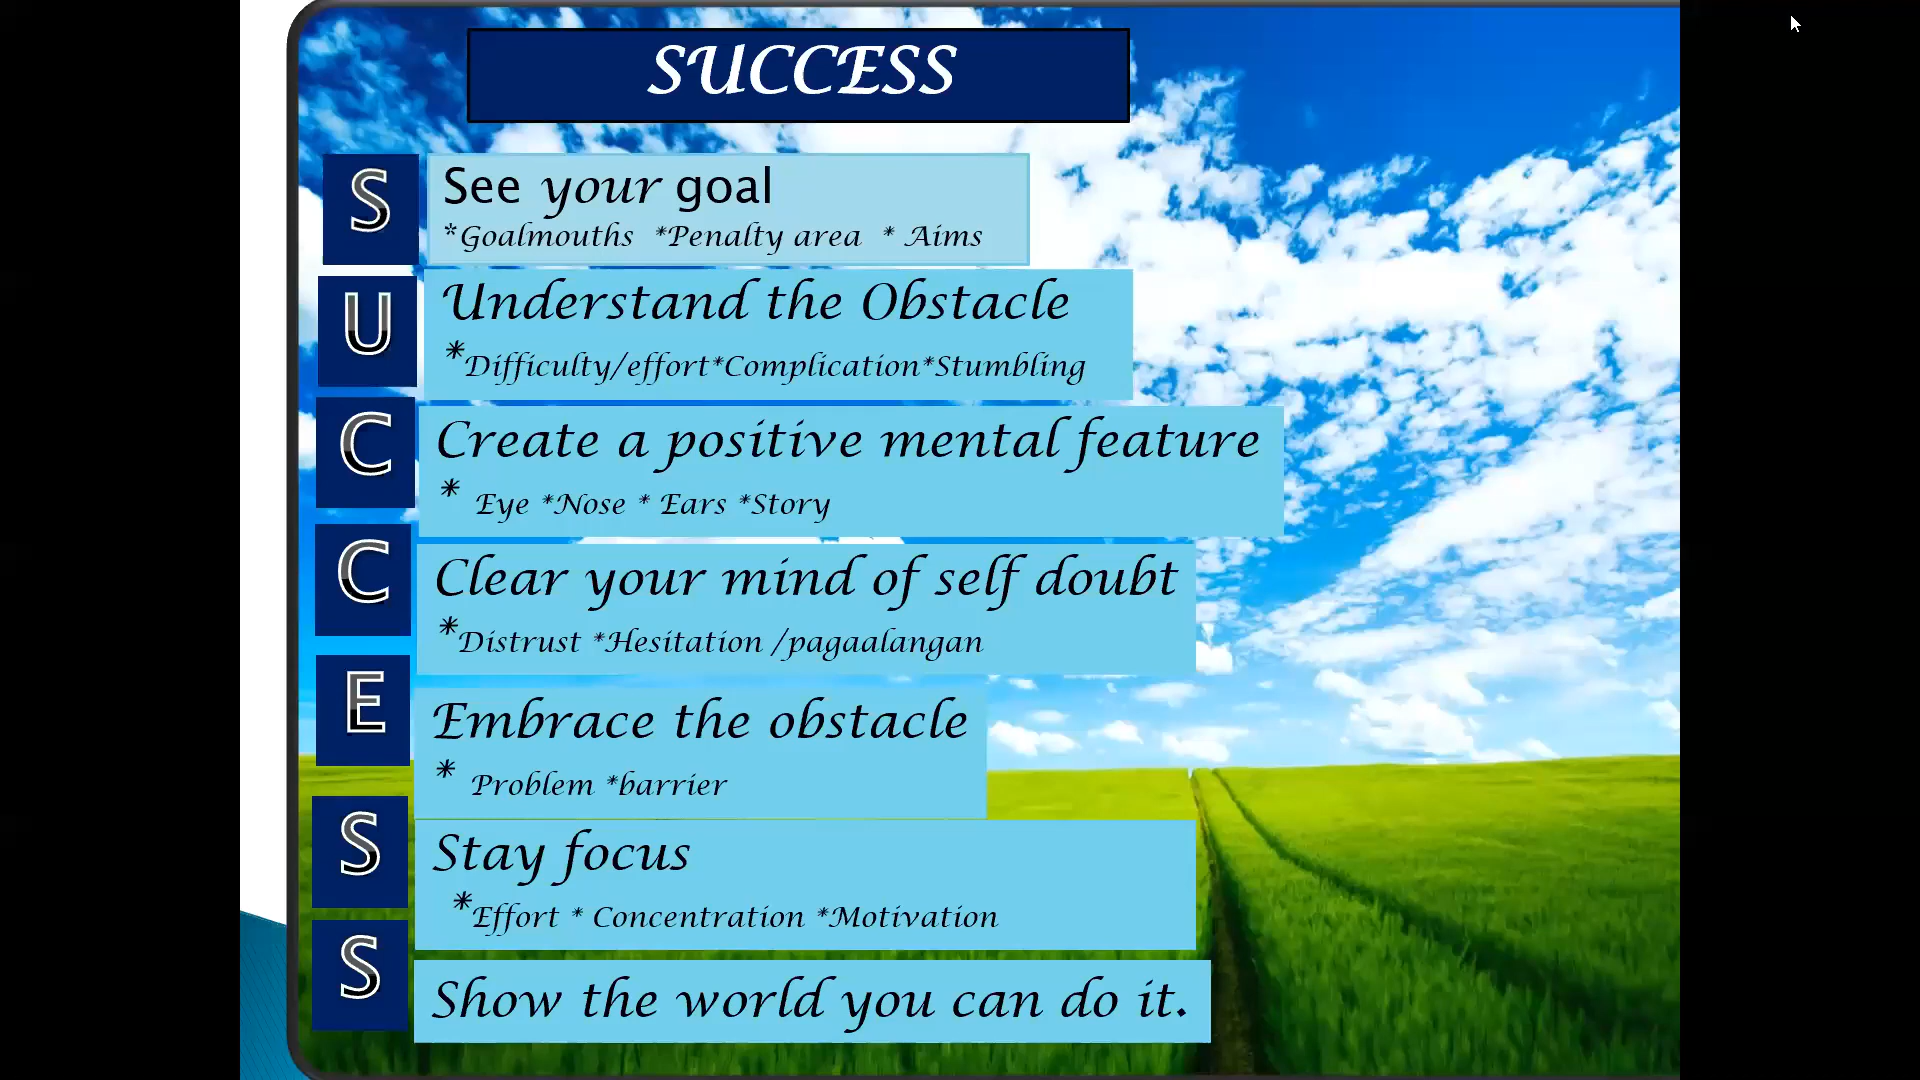 SUCCESS
S
See your goal
*Goalmouths *Penalty area * Aims
U
Understand the Obstacle
*Difficulty/effort*Complication*Stumbling
C
Create a positive mental feature
* Eye *Nose * Ears *Story
C
Clear your mind of self doubt
*Distrust *Hesitation /pagaalangan
E
Embrace the obstacle
* Problem *barrier
S
Stay focus
*Effort * Concentration *Motivation
S
Show the world you can do it.